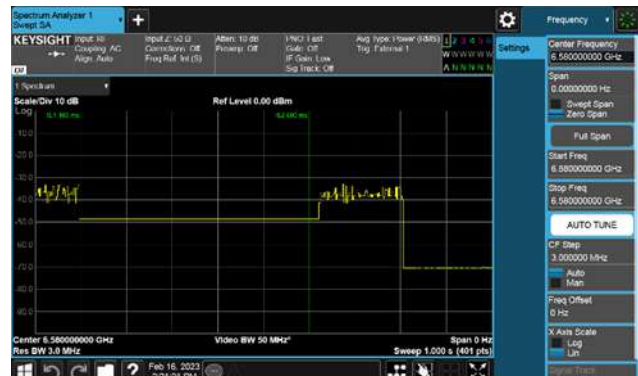 Spectrum Analyzer 1
Swept SA
Frequency
KEYSIGHT
Input: RF
Coupling: AC
Align: Auto
Input Z: 50 Ω
Corrections: Off
Freq Ref: Int (S)
Atten: 10 dB
Preamp: Off
PNO: Fast
Gate: Off
IF Gain: Low
Sig Track: Off
Avg Type: Power (RMS)
Trig: External 1
1 2 3 4 5 6
W W W W W W
A N N N N N
1 Spectrum
Scale/Div 10 dB
Ref Level 0.00 dBm
Log
-10.0
-20.0
-30.0
-40.0
-50.0
-60.0
-70.0
-80.0
-90.0
Center 6.580000000 GHz
Video BW 50 MHz*
Span 0 Hz
Res BW 3.0 MHz
Sweep 1.000 s (401 pts)
Feb 16, 2023
Settings
Center Frequency
6.580000000 GHz
Span
0.00000000 Hz
Swept Span
Zero Span
Full Span
Start Freq
6.580000000 GHz
Stop Freq
6.580000000 GHz
AUTO TUNE
CF Step
3.000000 MHz
Auto
Man
Freq Offset
0 Hz
X Axis Scale
Log
Lin
Signal Track